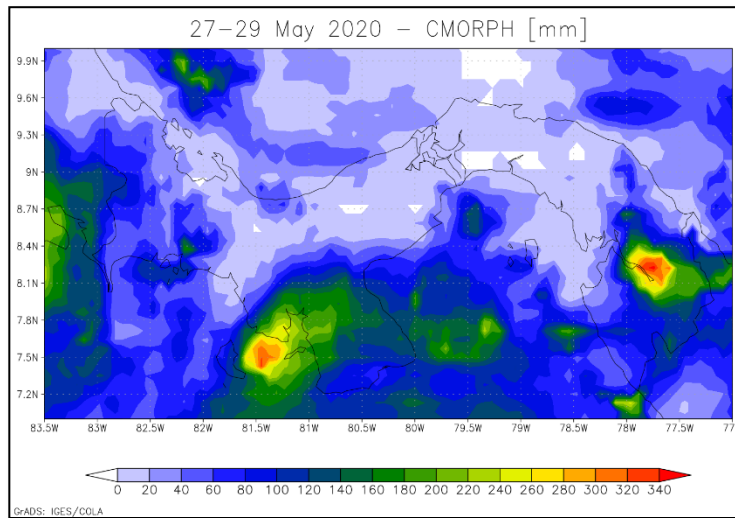 27–29 May 2020 – CMORPH [mm]
9.9N
9.6N
9.3N
9N
8.7N
8.4N
8.1N
7.8N
7.5N
7.2N
83.5W 83W 82.5W 82W 81.5W 81W 80.5W 80W 79.5W 79W 78.5W 78W 77.5W 77W
0 20 40 60 80 100 120 140 160 180 200 220 240 260 280 300 320 340
GrADS: IGES/COLA